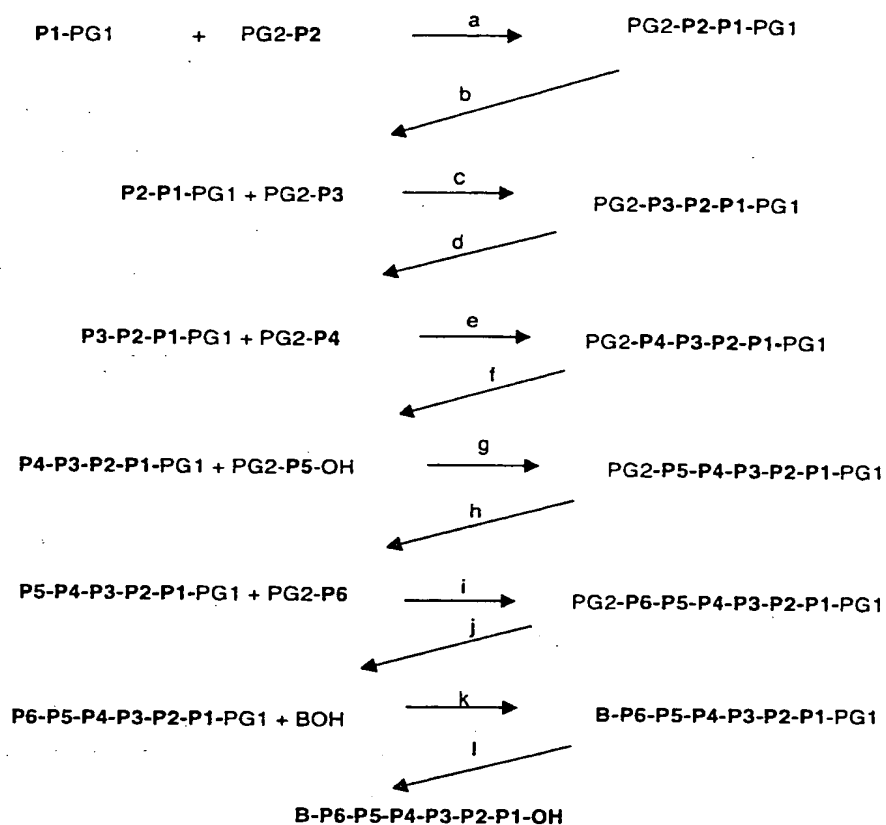 P1-PG1 + PG2-P2 a PG2-P2-P1-PG1
b
P2-P1-PG1 + PG2-P3 c PG2-P3-P2-P1-PG1
d
P3-P2-P1-PG1 + PG2-P4 e PG2-P4-P3-P2-P1-PG1
f
P4-P3-P2-P1-PG1 + PG2-P5-OH g PG2-P5-P4-P3-P2-P1-PG1
h
P5-P4-P3-P2-P1-PG1 + PG2-P6 i PG2-P6-P5-P4-P3-P2-P1-PG1
j
P6-P5-P4-P3-P2-P1-PG1 + BOH k B-P6-P5-P4-P3-P2-P1-PG1
l
B-P6-P5-P4-P3-P2-P1-OH